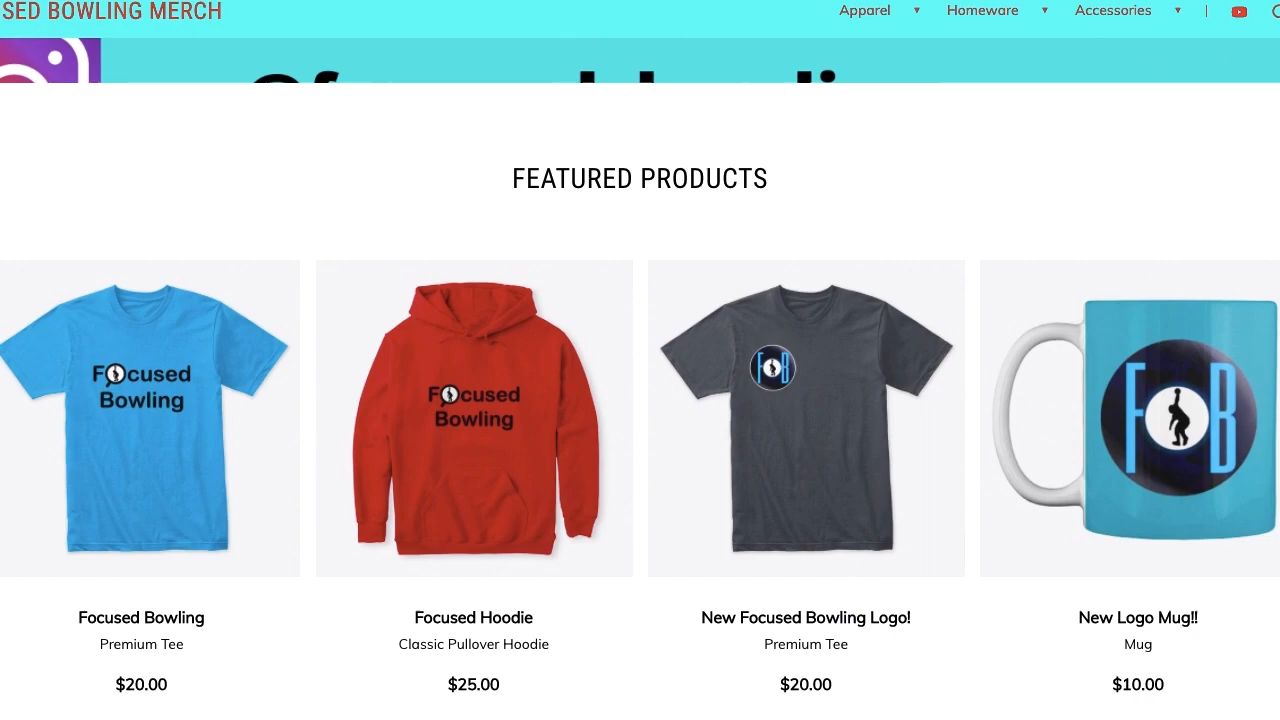 SED BOWLING MERCH
Apparel ▾ Homeware ▾ Accessories ▾ |
FEATURED PRODUCTS
Focused
Bowling
Focused
Bowling
F B
F B
Focused Bowling
Premium Tee
$20.00
Focused Hoodie
Classic Pullover Hoodie
$25.00
New Focused Bowling Logo!
Premium Tee
$20.00
New Logo Mug!!
Mug
$10.00